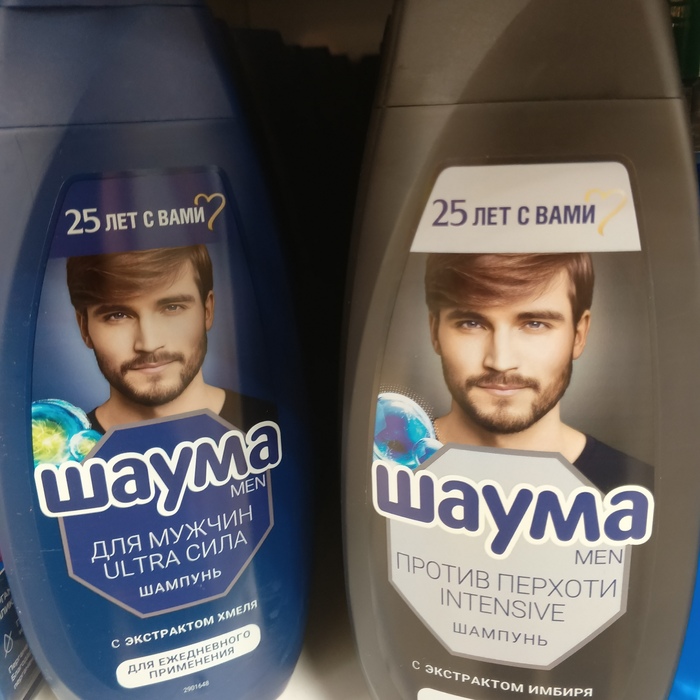 25 ЛЕТ С ВАМИ
шаума
MEN
ДЛЯ МУЖЧИН
ULTRA СИЛА
ШАМПУНЬ
С ЭКСТРАКТОМ ХМЕЛЯ
ДЛЯ ЕЖЕДНЕВНОГО
ПРИМЕНЕНИЯ
2901648
25 ЛЕТ С ВАМИ
шаума
MEN
ПРОТИВ ПЕРХОТИ
INTENSIVE
ШАМПУНЬ
С ЭКСТРАКТОМ ИМБИРЯ